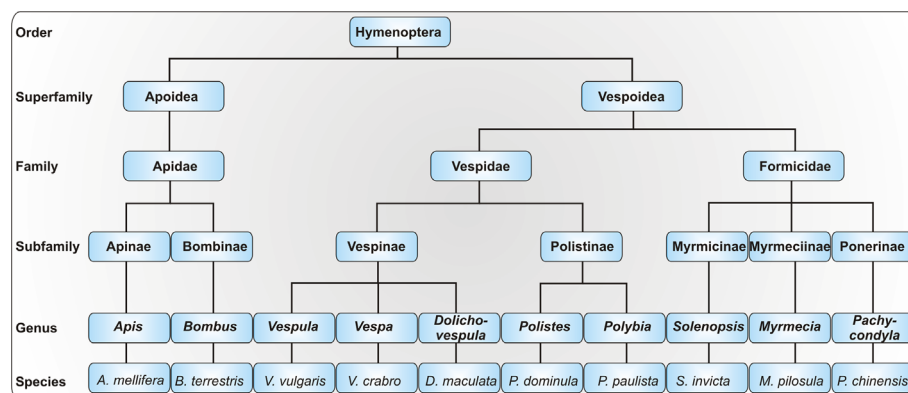 Order
Hymenoptera
Superfamily
Apoidea
Vespoidea
Family
Apidae
Vespidae
Formicidae
Subfamily
Apinae
Bombinae
Vespinae
Polistinae
Myrmicinae
Myrmeciinae
Ponerinae
Genus
Apis
Bombus
Vespula
Vespa
Dolicho-
vespula
Polistes
Polybia
Solenopsis
Myrmecia
Pachy-
condyla
Species
A. mellifera
B. terrestris
V. vulgaris
V. crabro
D. maculata
P. dominula
P. paulista
S. invicta
M. pilosula
P. chinensis